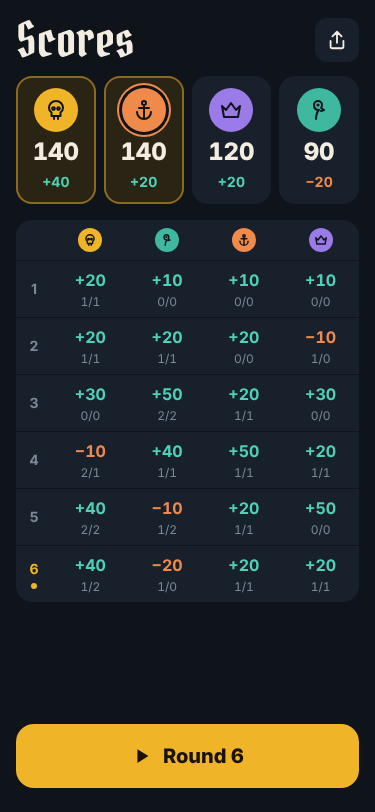 Scores
140 140 120 90
+40 +20 +20 −20
+20 +10 +10 +10
1 1/1 0/0 0/0 0/0
+20 +20 +20 −10
2 1/1 1/1 0/0 1/0
+30 +50 +20 +30
3 0/0 2/2 1/1 0/0
−10 +40 +50 +20
4 2/1 1/1 1/1 1/1
+40 −10 +20 +50
5 2/2 1/2 1/1 0/0
6 +40 −20 +20 +20
1/2 1/0 1/1 1/1
Round 6